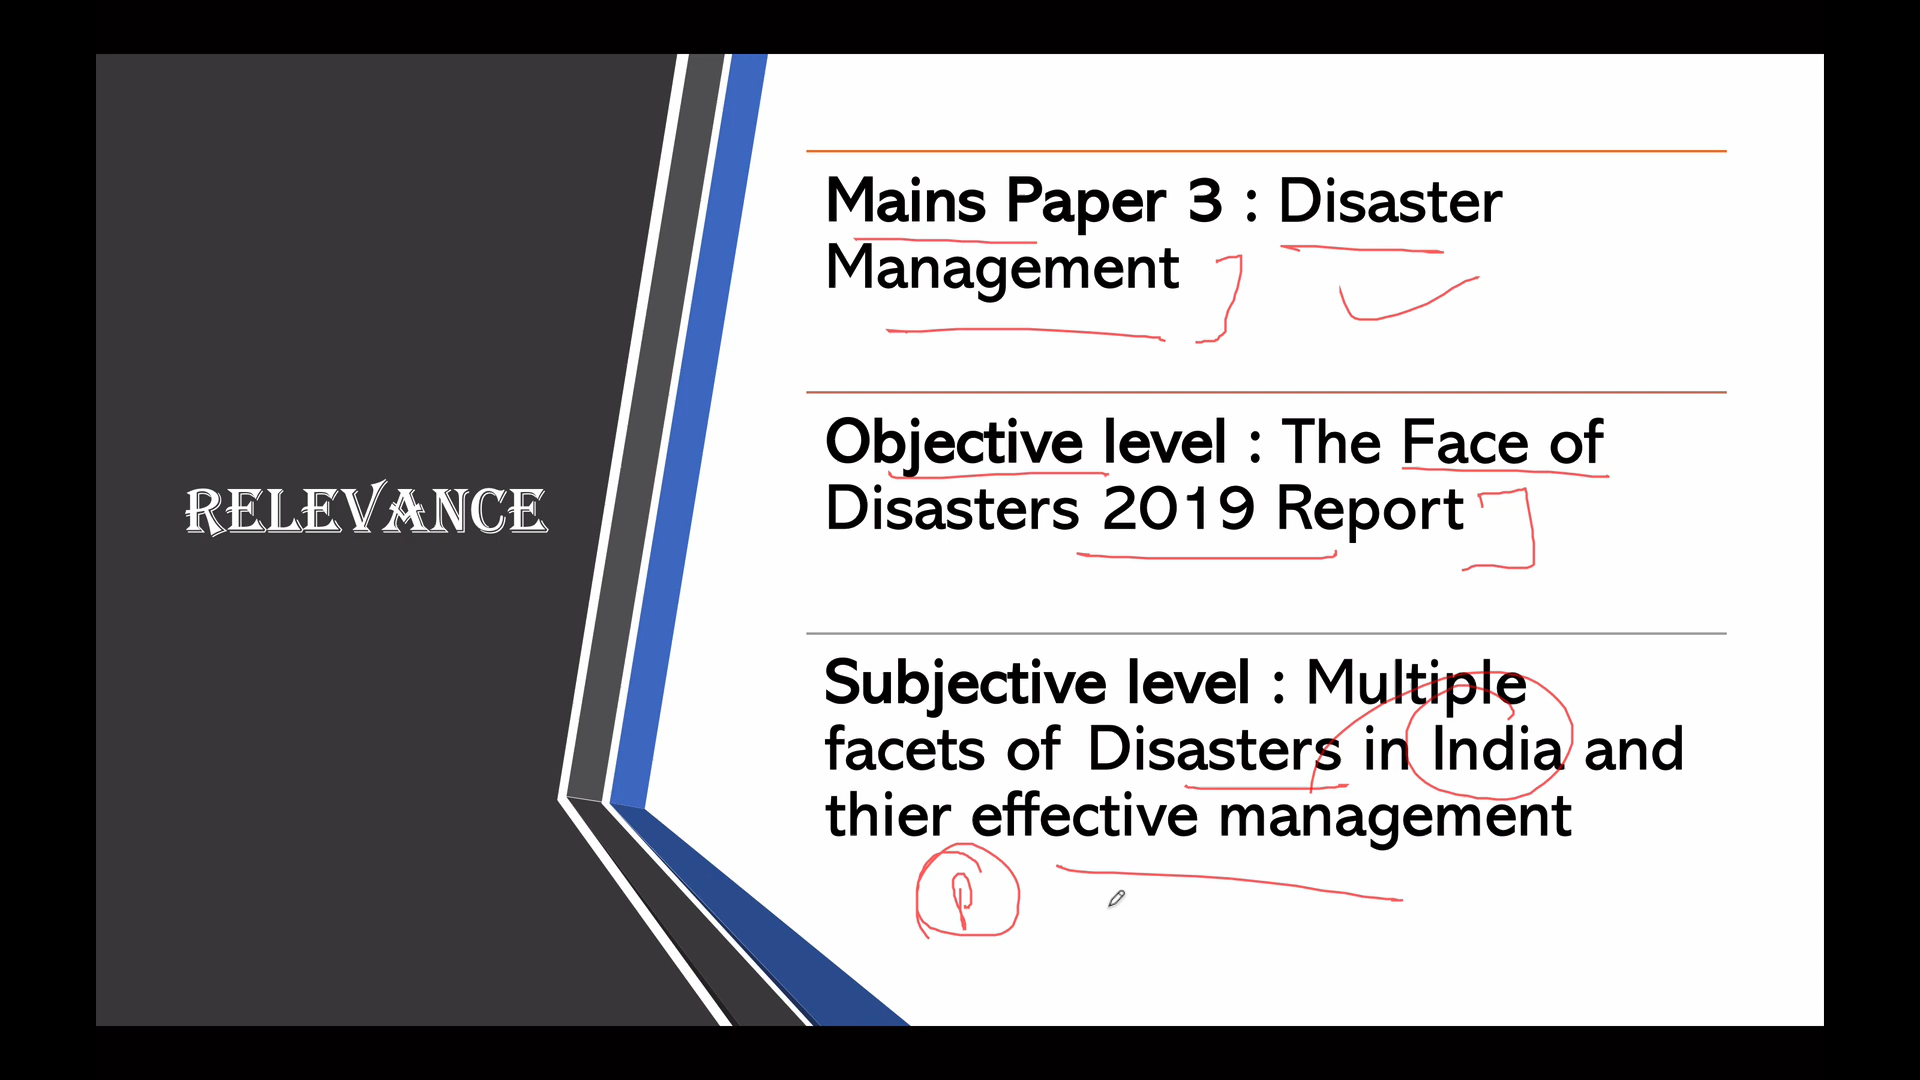 RELEVANCE
Mains Paper 3 : Disaster
Management
Objective level : The Face of
Disasters 2019 Report
Subjective level : Multiple
facets of Disasters in India and
thier effective management
P